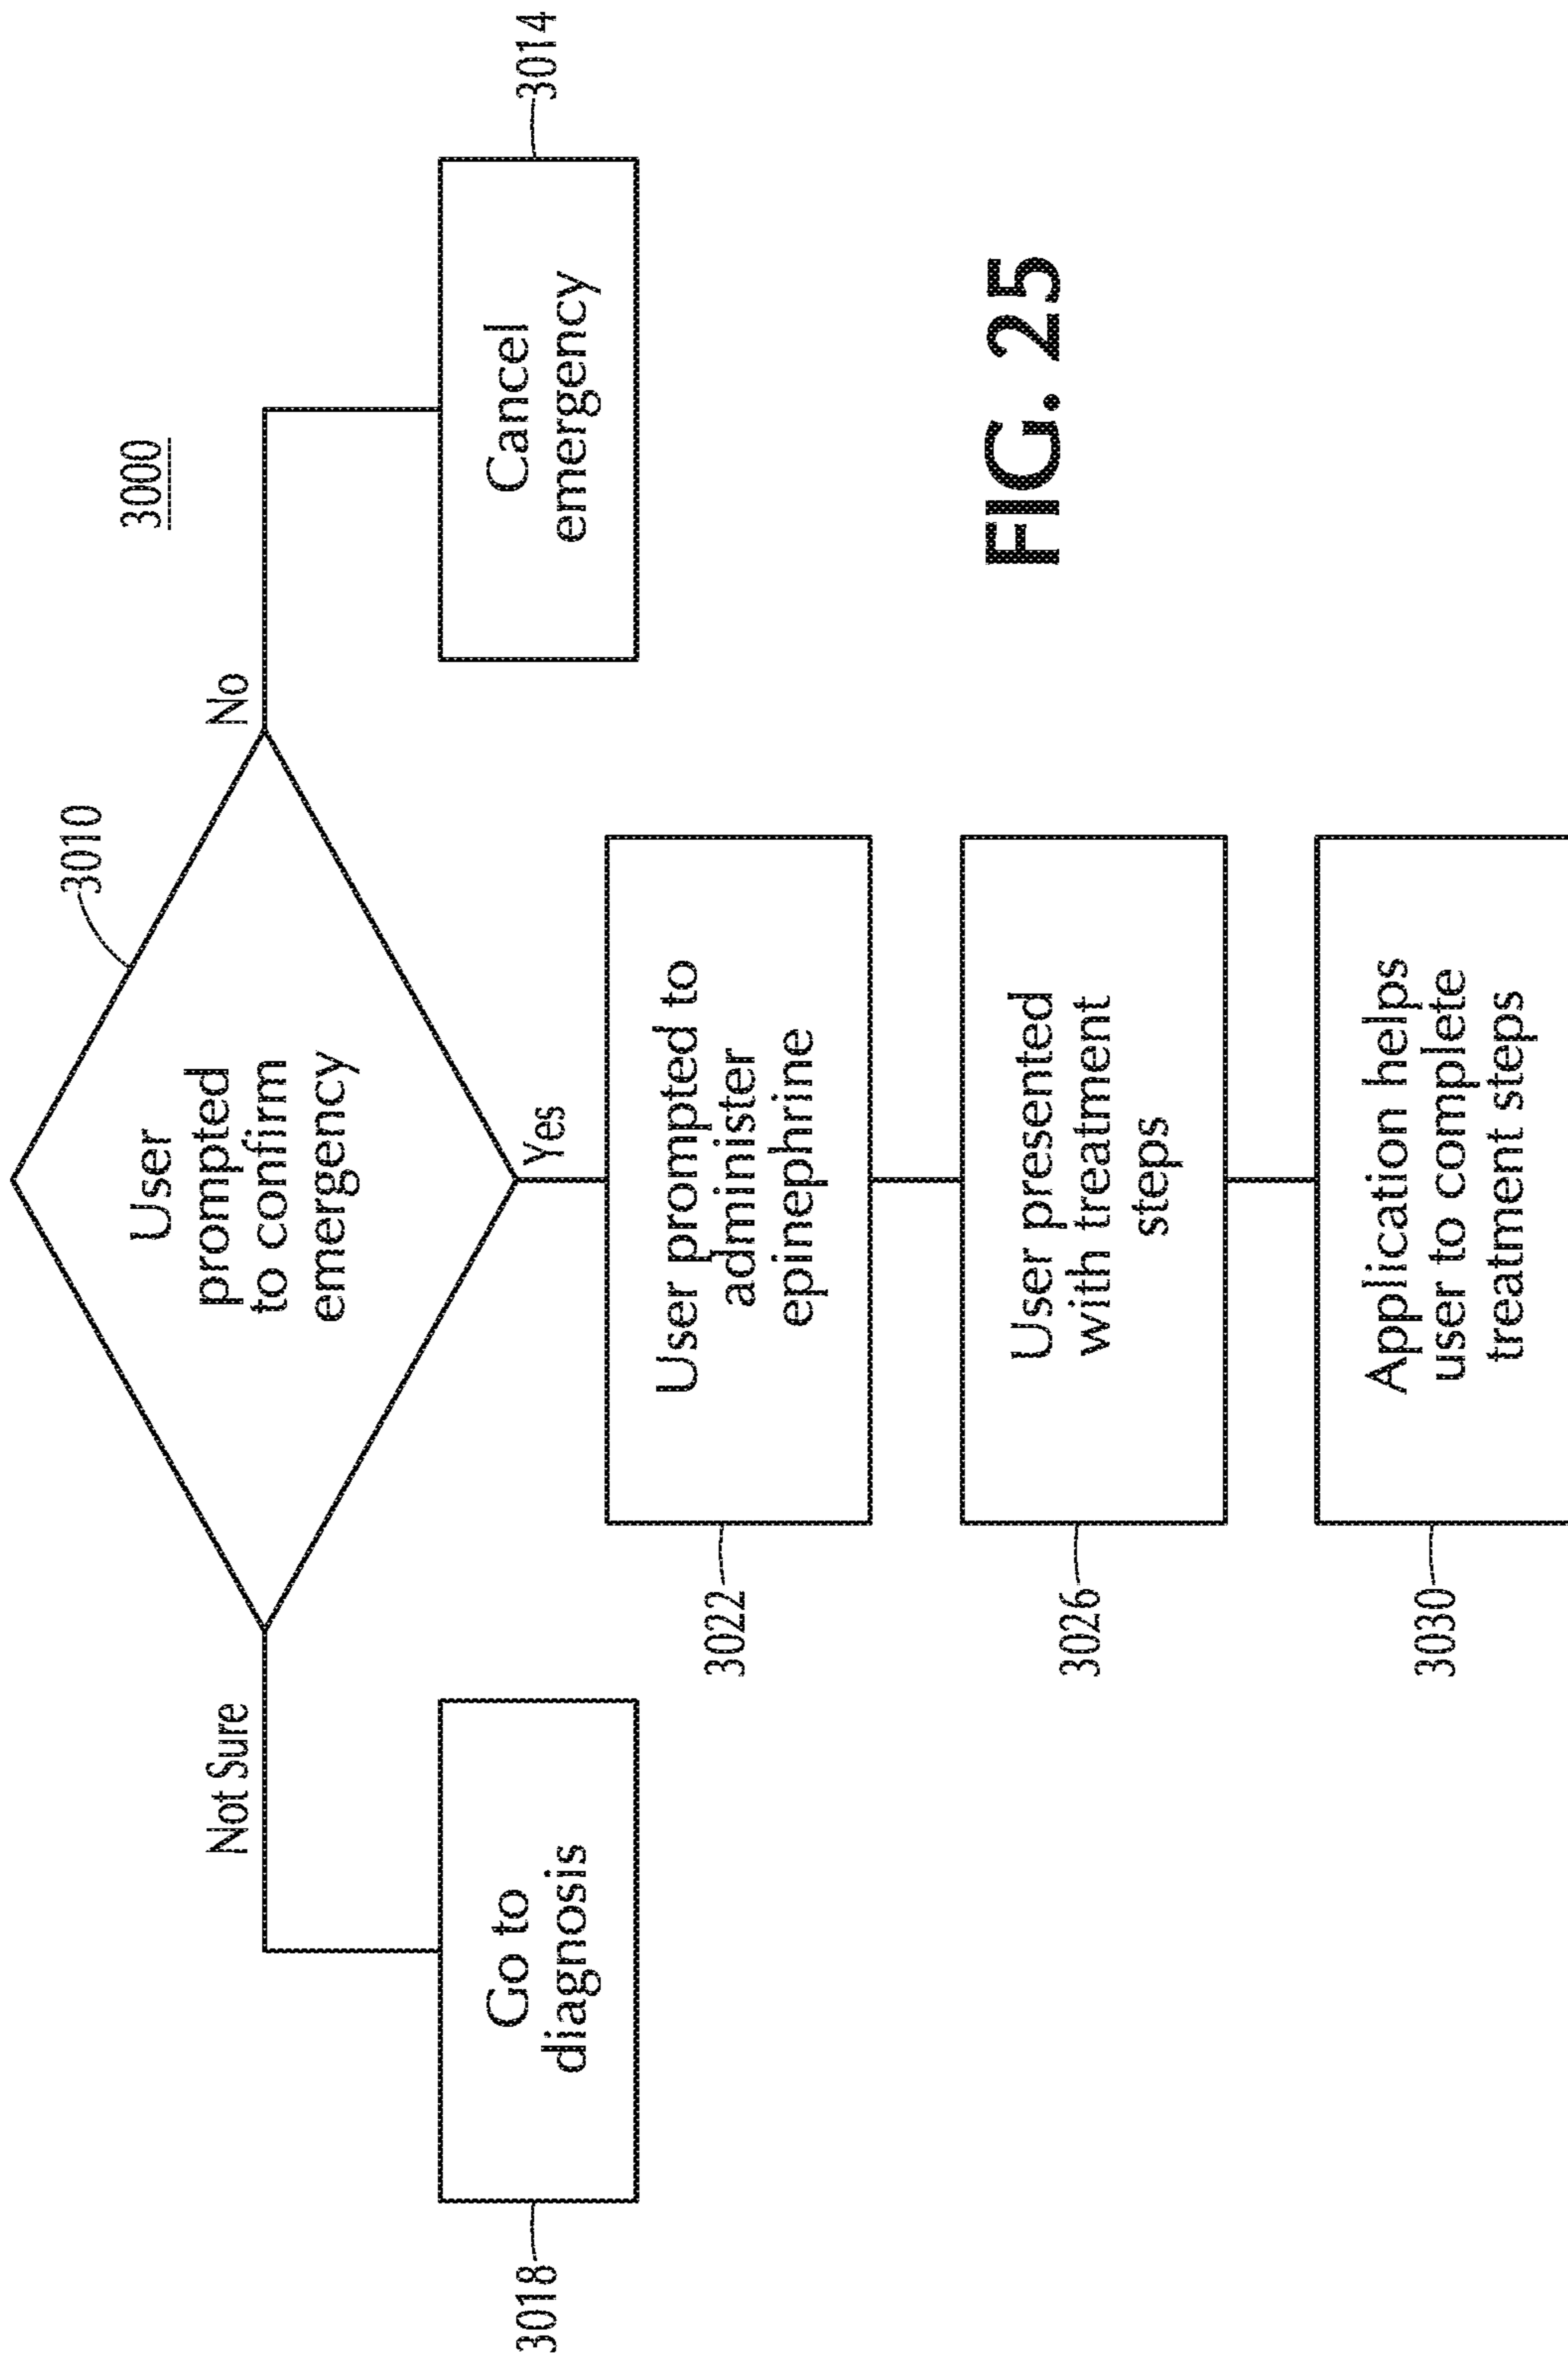 3000
3010
User
prompted
to confirm
emergency
Not Sure
No
Yes
3018
Go to
diagnosis
Cancel
emergency
3014
3022
User prompted to
administer
epinephrine
3026
User presented
with treatment
steps
3030
Application helps
user to complete
treatment steps
FIG. 25